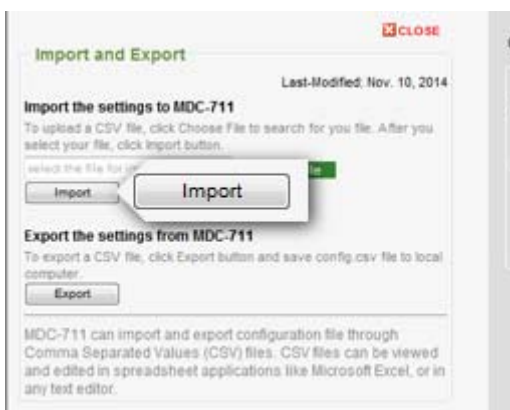 CLOSE
Import and Export
Last-Modified: Nov. 10, 2014
Import the settings to MDC-711
To upload a CSV file, click Choose File to search for you file. After you
select your file, click Import button.
select the file for
Import
Import
Export the settings from MDC-711
To export a CSV file, click Export button and save config.csv file to local
computer.
Export
MDC-711 can import and export configuration file through
Comma Separated Values (CSV) files. CSV files can be viewed
and edited in spreadsheet applications like Microsoft Excel, or in
any text editor.